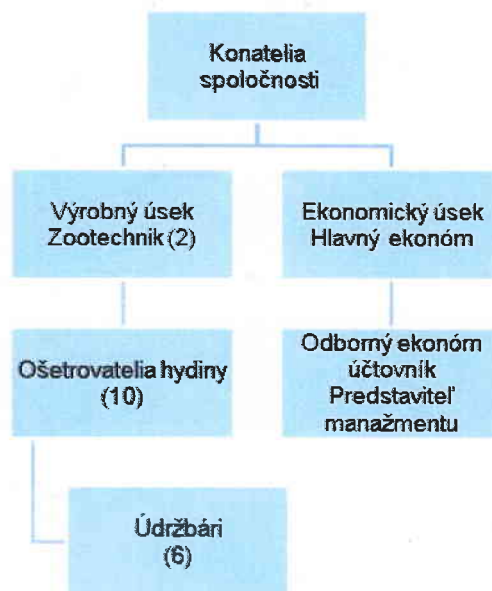 Konatelia
spoločnosti
Výrobný úsek
Zootechnik (2)
Ekonomický úsek
Hlavný ekonóm
Ošetrovatelia hydiny
(10)
Odborný ekonóm
účtovník
Predstaviteľ
manažmentu
Údržbári
(6)